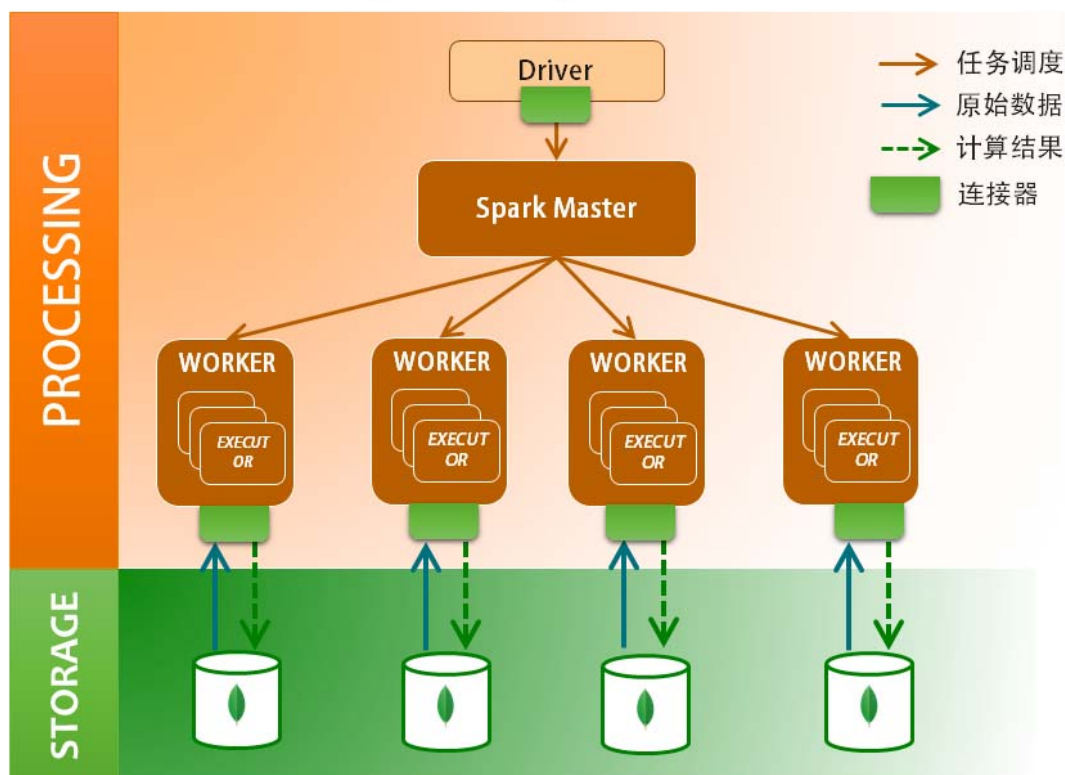 PROCESSING
STORAGE
Driver
Spark Master
任务调度
原始数据
计算结果
连接器
WORKER
EXECUT
OR
WORKER
EXECUT
OR
WORKER
EXECUT
OR
WORKER
EXECUT
OR